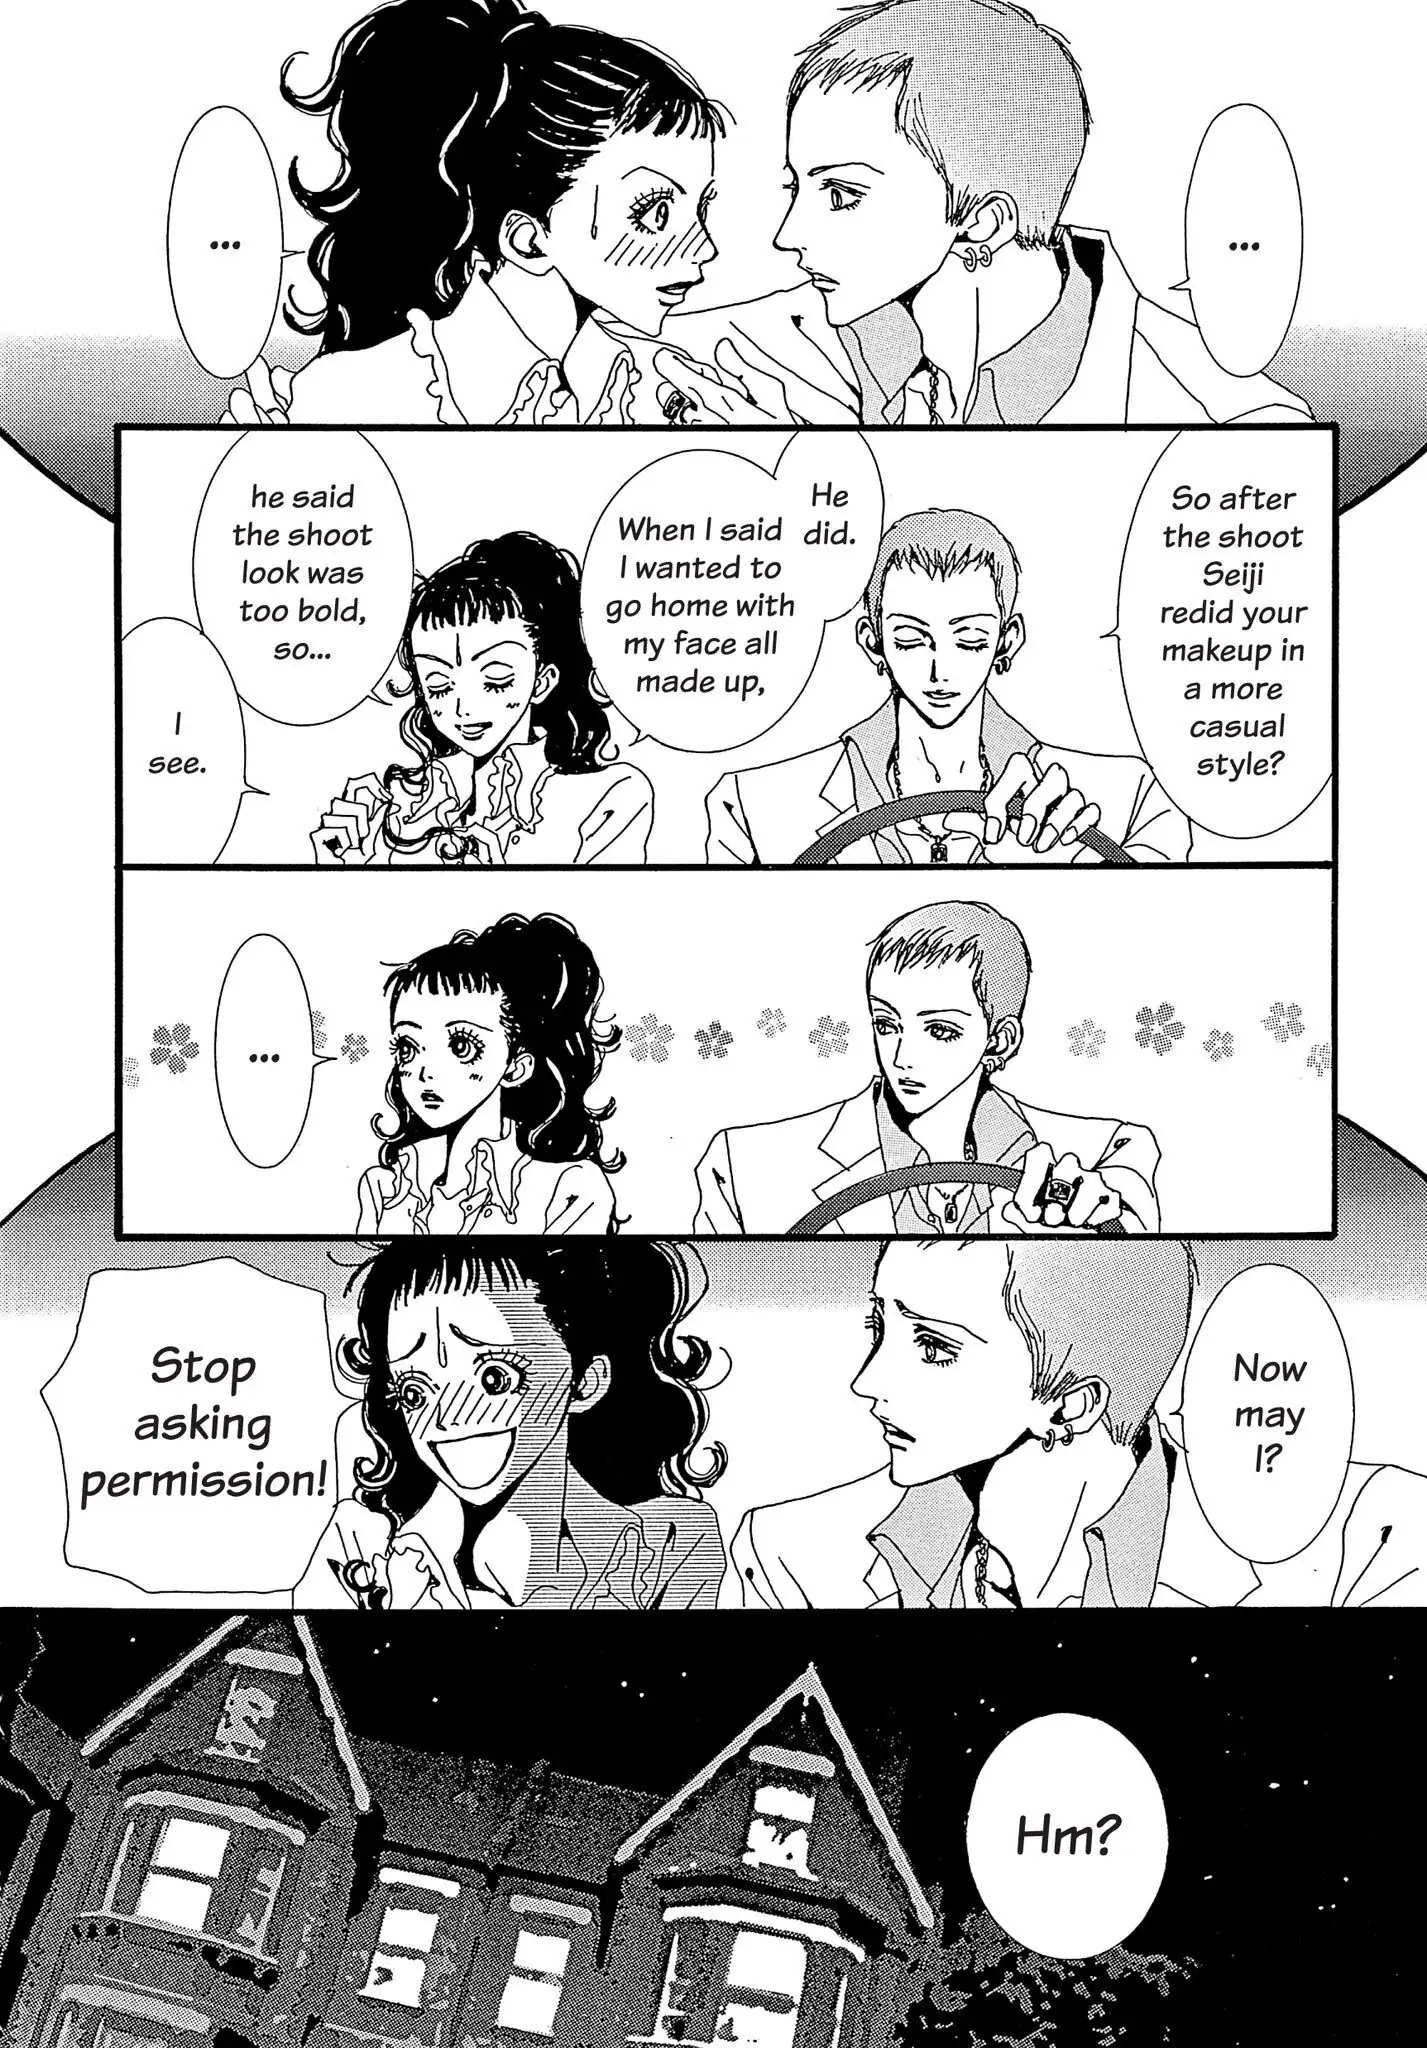 ...
...
So after
the shoot
Seiji
redid your
makeup in
a more
casual
style?
He
did.
When I said
I wanted to
go home with
my face all
made up,
he said
the shoot
look was
too bold,
so...
I
see.
...
Now
may
I?
Stop
asking
permission!
Hm?